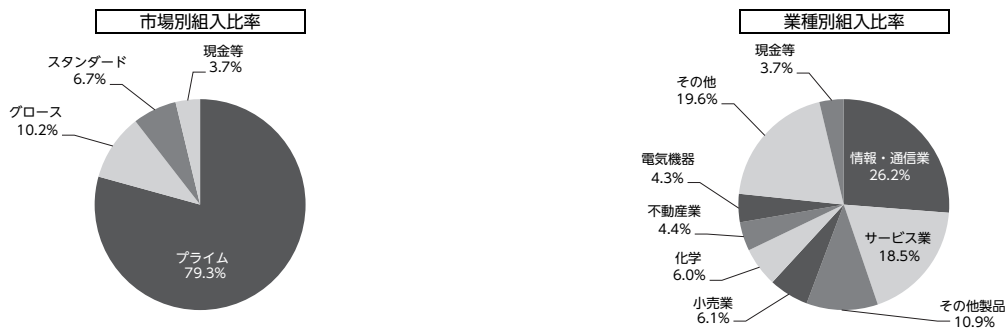 市場別組入比率
現金等
3.7%
スタンダード
6.7%
グロース
10.2%
プライム
79.3%
業種別組入比率
現金等
3.7%
その他
19.6%
電気機器
4.3%
不動産業
4.4%
化学
6.0%
小売業
6.1%
情報・通信業
26.2%
サービス業
18.5%
その他製品
10.9%